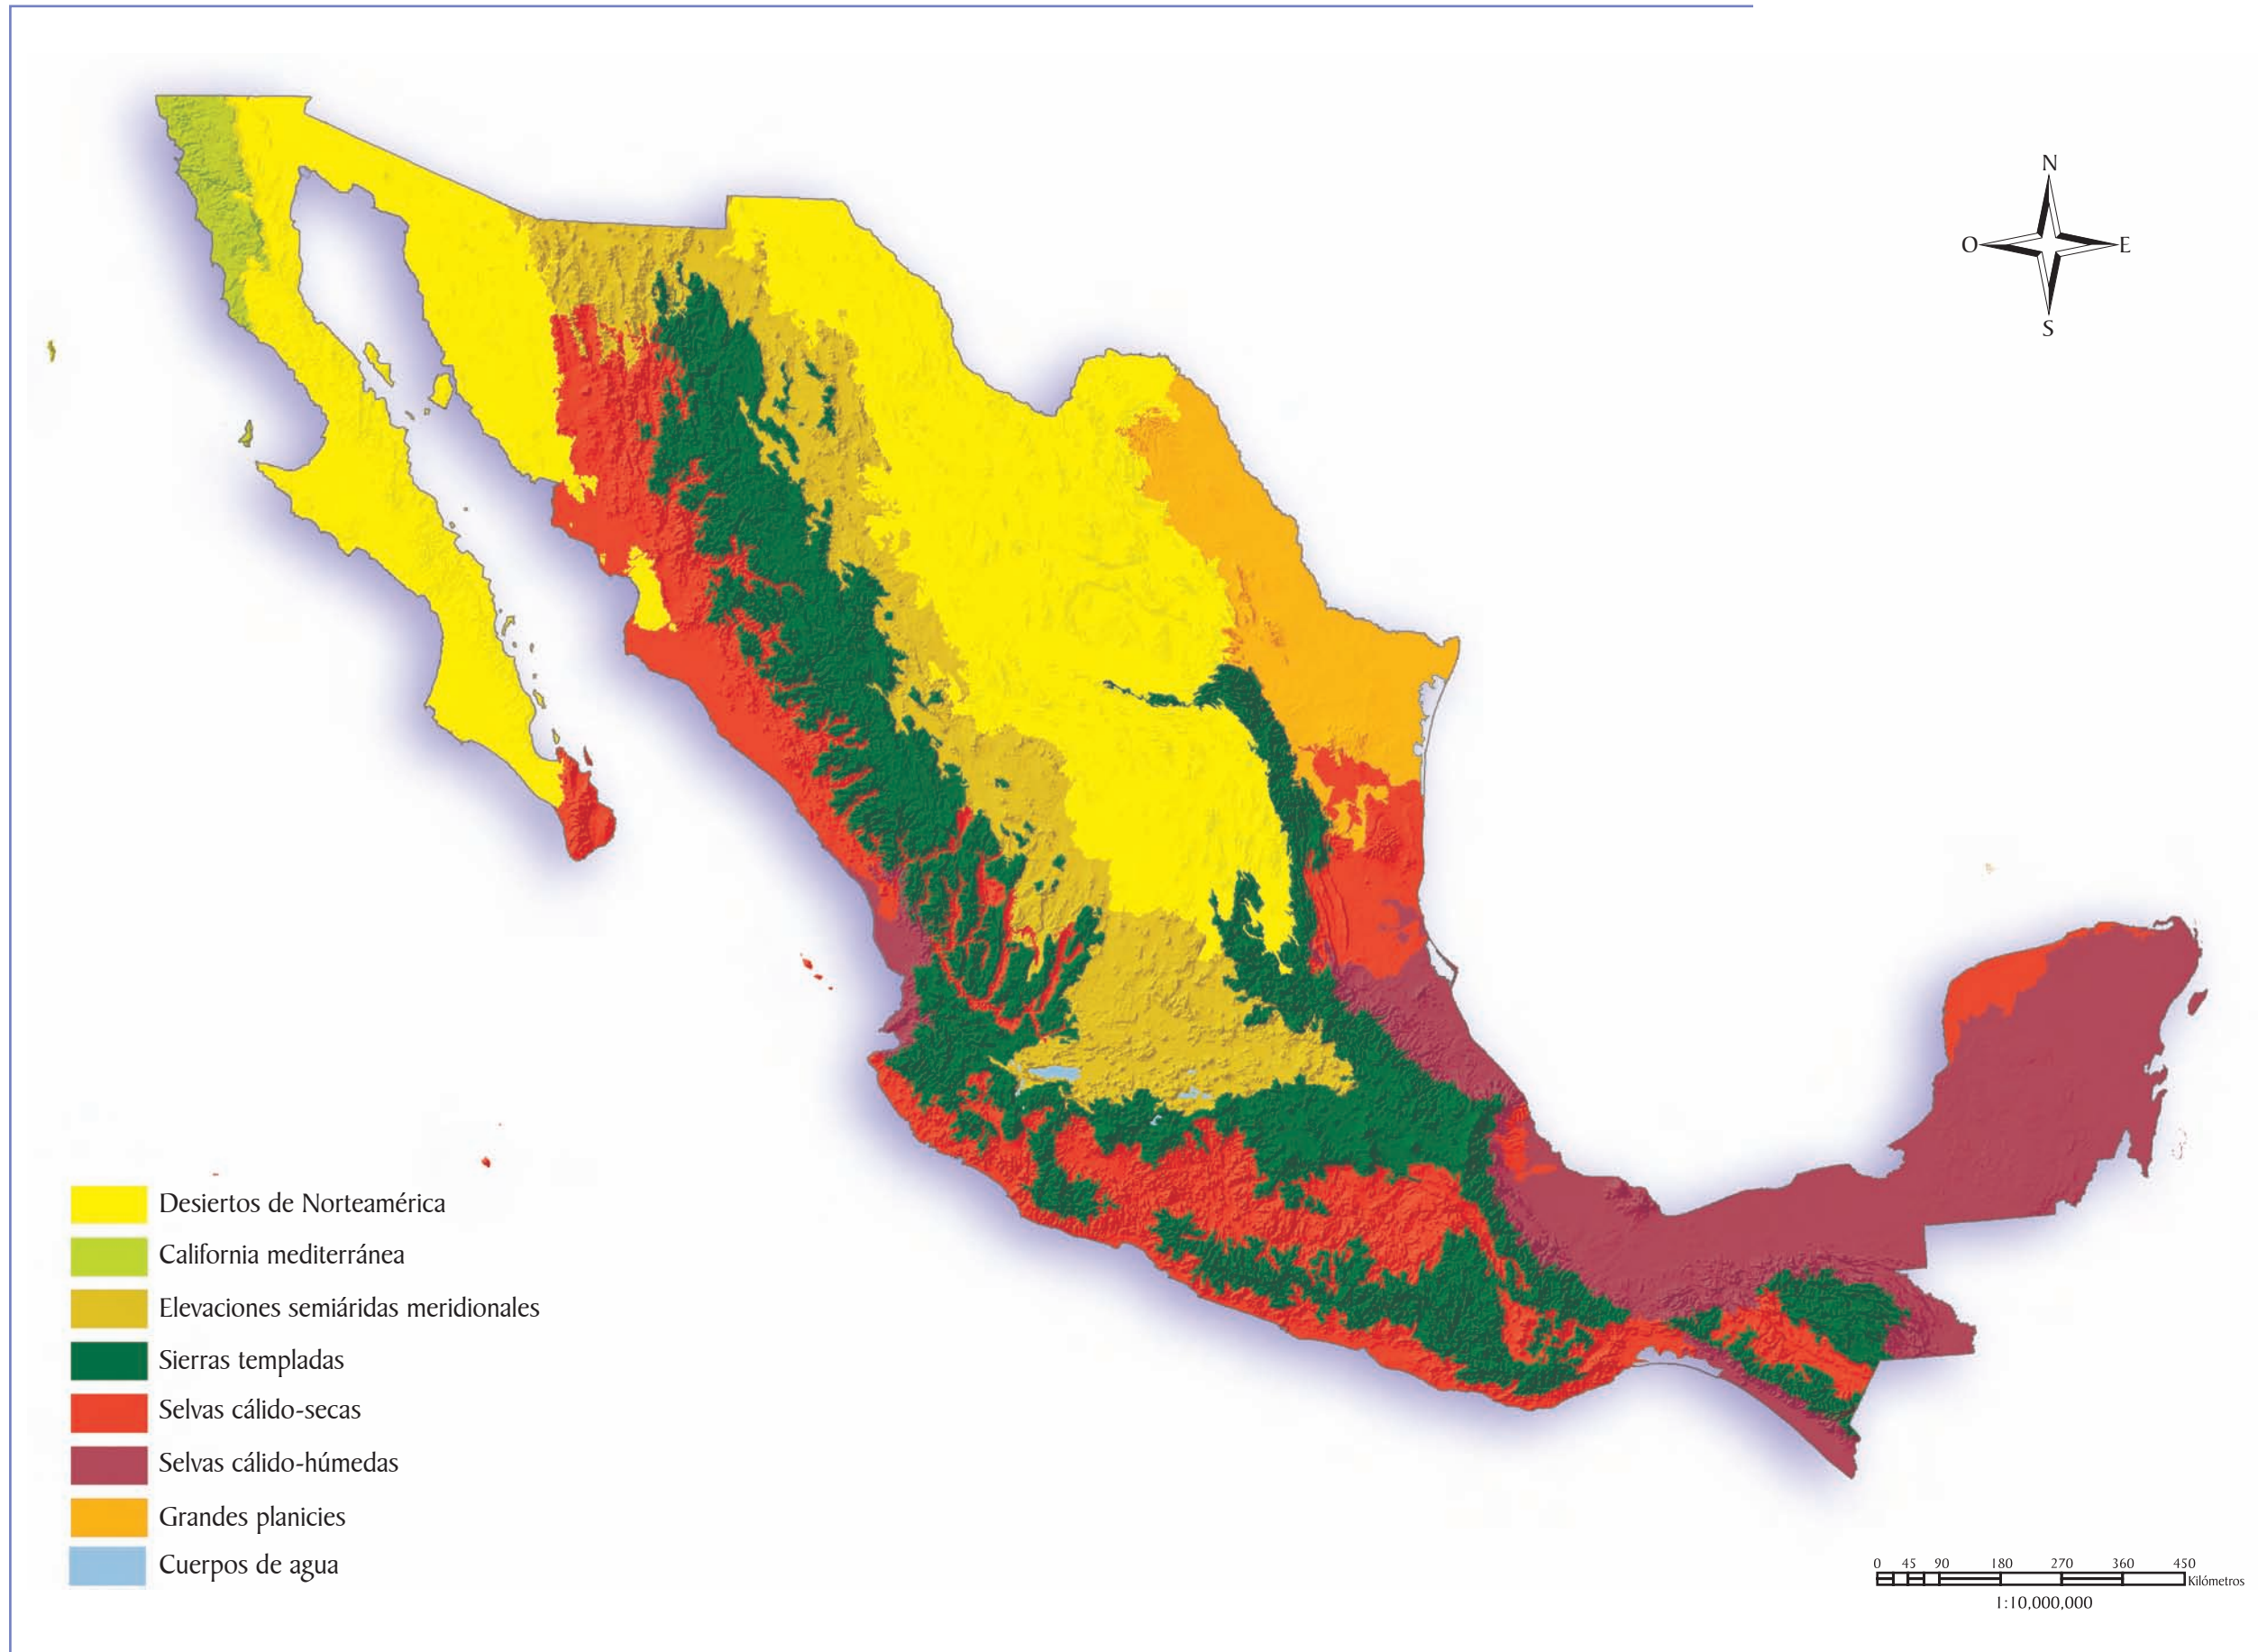 N
O E
S
Desiertos de Norteamérica
California mediterránea
Elevaciones semiáridas meridionales
Sierras templadas
Selvas cálido-secas
Selvas cálido-húmedas
Grandes planicies
Cuerpos de agua
0 45 90 180 270 360 450
Kilómetros
1:10,000,000